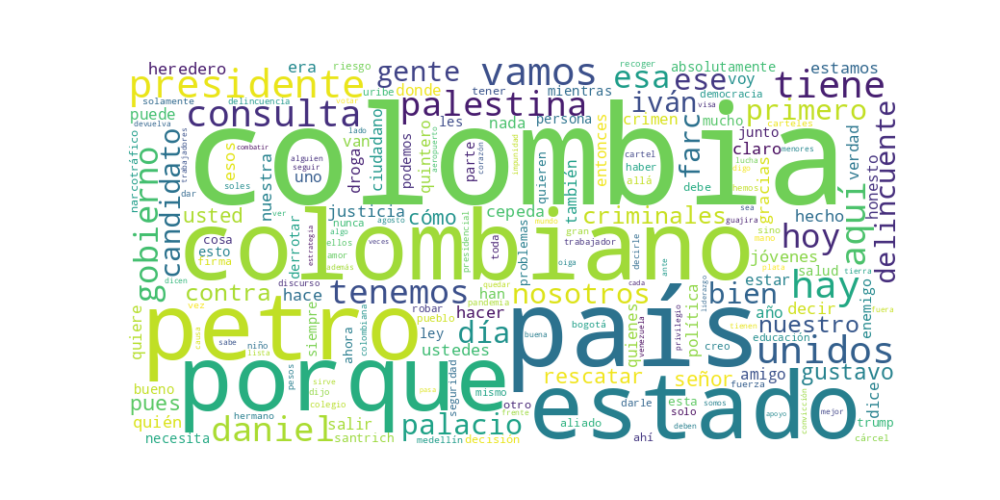 heredero era riesgo gente vamos recoger esa ese absolutamente estamos
presidente donde uribe tener mientras voy tiene
solamente delincuencia palestina iván democracia
puede consulta les nada persona crimen mucho visa primero carteles
colombia
narcotráfico devuelva trabajadores candidato esos nuestra combatir van lado droga ciudadano aeropuerto podemos quintero parte corazón impunidad quieren también entonces farc junto claro gracias menores verdad honesto delincuente
alguien seguir uno cartel haber allá lucha digo hemos debe
gobierno dar soles usted justicia nunca cómo cepeda criminales hecho
colombiano
cosa esto firma ver algo ellos amor además derrotar estrategia veces agosto presidencial toda problemas gran trabajador oiga mundo decirle ante sea guajira sino mano hoy aquí
dicen contra hace discurso tenemos han quedar pandemia nosotros cada bien estar jóvenes salud tierra hay
quiere vez petro siempre robar hacer día país quienes venezuela privilegio liderazgo política año decir plata enemigo fuera
causa sabe niño lista ahora colombiana ley pueblo ustedes buena bogotá creo educación tienen nuestro unidos
bueno pesos sirve dijo porque seguridad mismo rescatar señor amigo fuerza gustavo
pues quién hermano colegio daniel salir santrich palacio medellín decisión poca otro frente estado aliado darle solo esta somos deben apoyo convicción mejor dice trump
necesita votar ahí cárcel